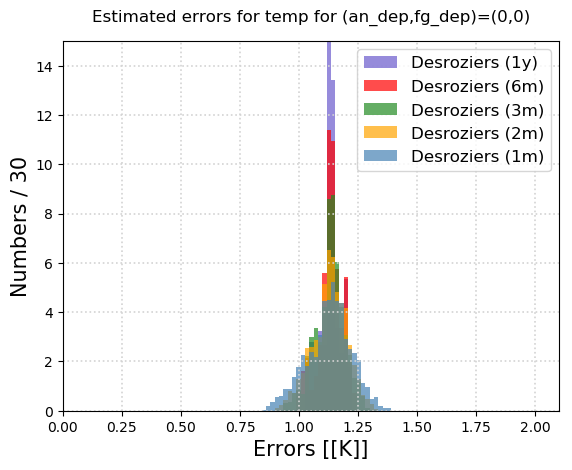 Estimated errors for temp for (an_dep,fg_dep)=(0,0)
Numbers / 30
14
12
10
8
6
4
2
0
Desroziers (1y)
Desroziers (6m)
Desroziers (3m)
Desroziers (2m)
Desroziers (1m)
0.00 0.25 0.50 0.75 1.00 1.25 1.50 1.75 2.00
Errors [[K]]